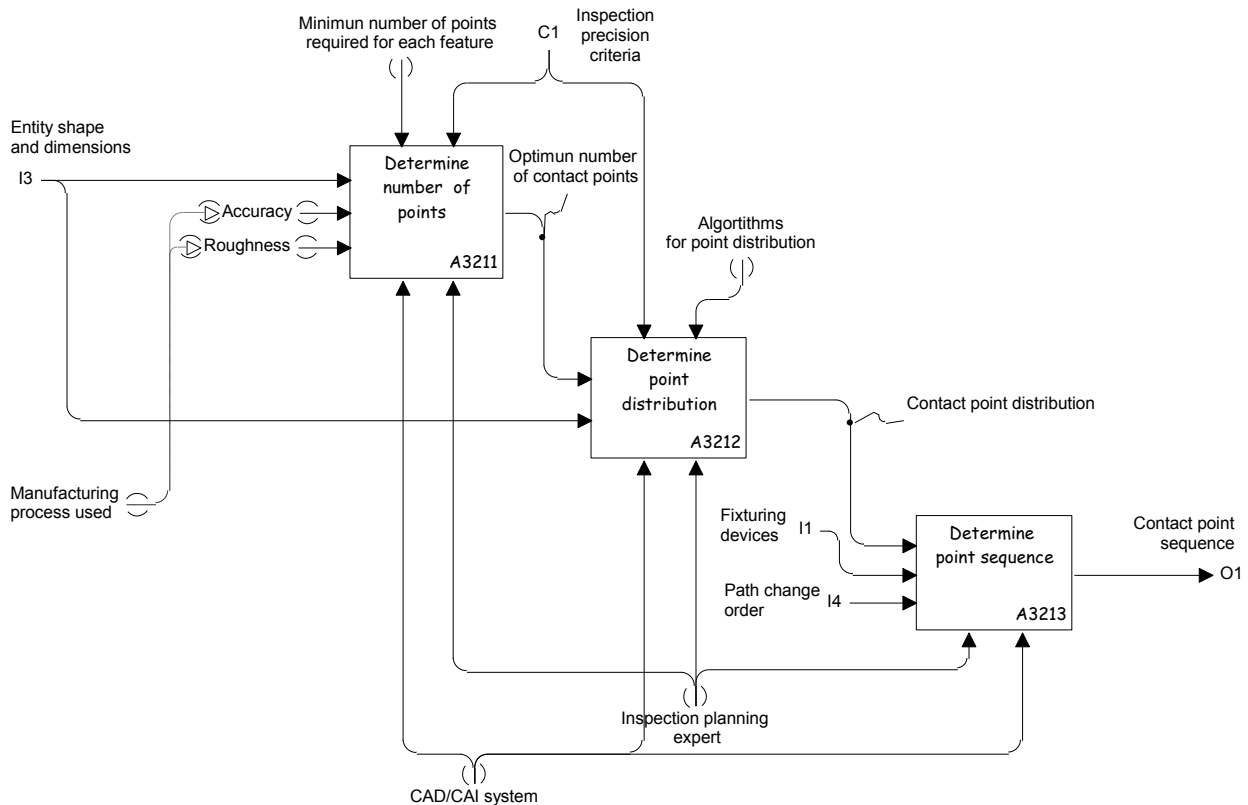 Minimun number of points
required for each feature
C1
Inspection
precision
criteria
Entity shape
and dimensions
I3
Determine
number of
points
A3211
Optimun number
of contact points
Accuracy
Roughness
Algortithms
for point distribution
Determine
point
distribution
A3212
Contact point distribution
Manufacturing
process used
Fixturing
devices
I1
Path change
order
I4
Determine
point sequence
A3213
Contact point
sequence
O1
Inspection planning
expert
CAD/CAI system